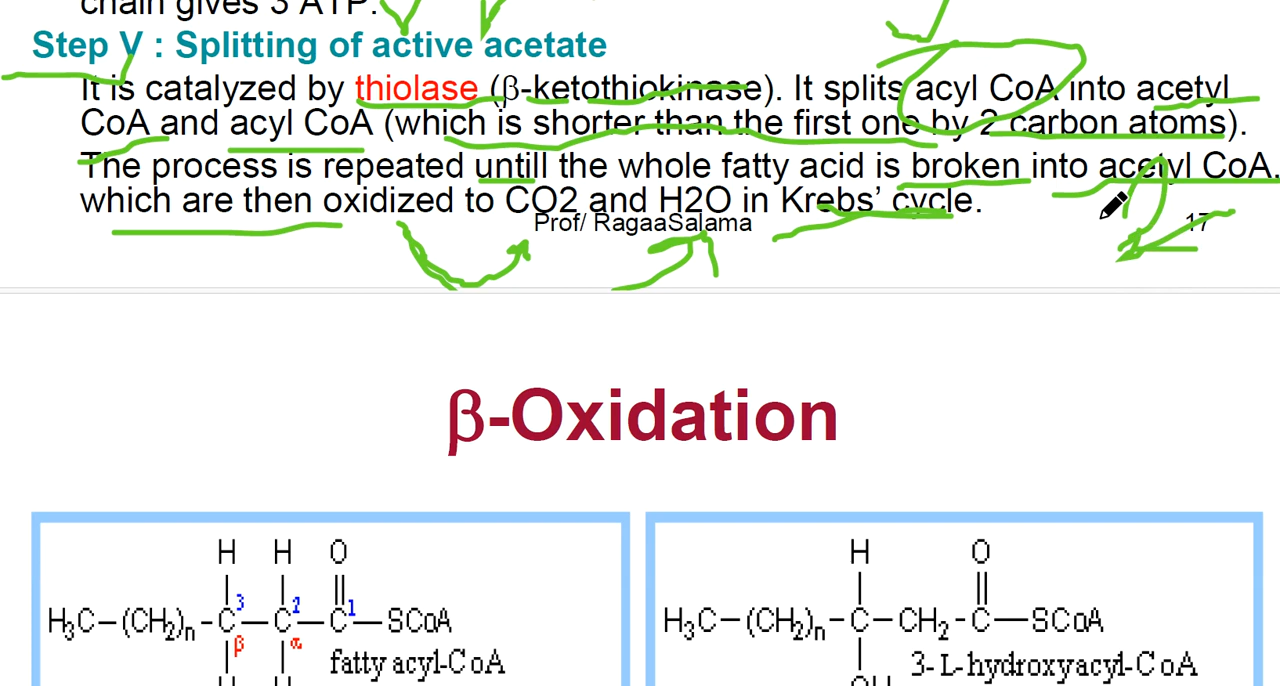 chain gives 3 ATP.
Step V : Splitting of active acetate
It is catalyzed by thiolase (β-ketothiokinase). It splits acyl CoA into acetyl
CoA and acyl CoA (which is shorter than the first one by 2 carbon atoms).
The process is repeated untill the whole fatty acid is broken into acetyl CoA.
which are then oxidized to CO2 and H2O in Krebs’ cycle.
Prof/ RagaaSalama
17
β-Oxidation
H H O
H3C–(CH2)n-C3—C2—C1—SCoA
β α
fatty acyl-CoA
H H
H O
H3C–(CH2)n-C–CH2-C—SCoA
3-L-hydroxyacyl-CoA
OH